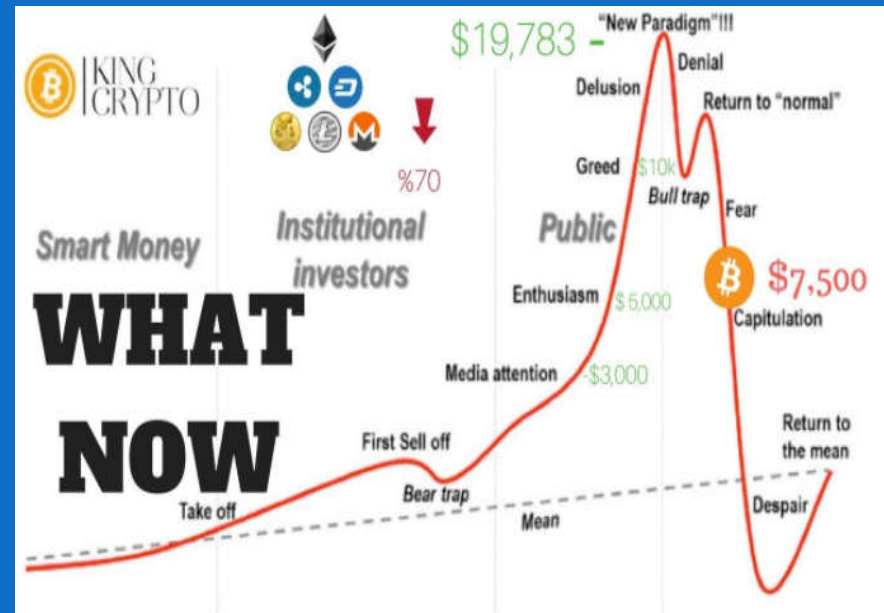 KING
CRYPTO
%70
$19,783 -
"New Paradigm"!!!
Denial
Delusion
Return to "normal"
Greed
$10k
Bull trap
Fear
Smart Money
Institutional
investors
Public
WHAT
NOW
Enthusiasm
$5,000
$7,500
Capitulation
Media attention
-$3,000
First Sell off
Bear trap
Take off
Mean
Return to
the mean
Despair